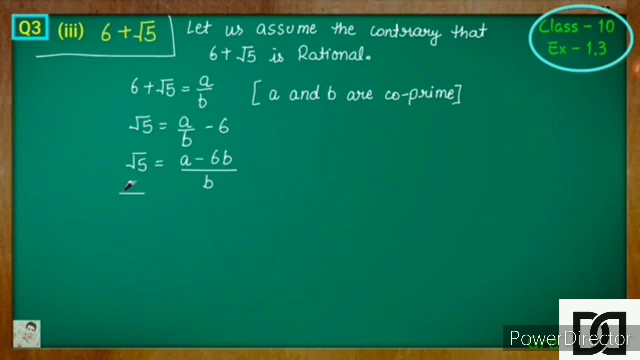 Q3 (iii) 6 + √5 Let us assume the contrary that
6 + √5 is Rational.
Class - 10
Ex - 1.3
6 + √5 = a/b [ a and b are co-prime]
√5 = a/b - 6
√5 = a - 6b / b
PowerDirector